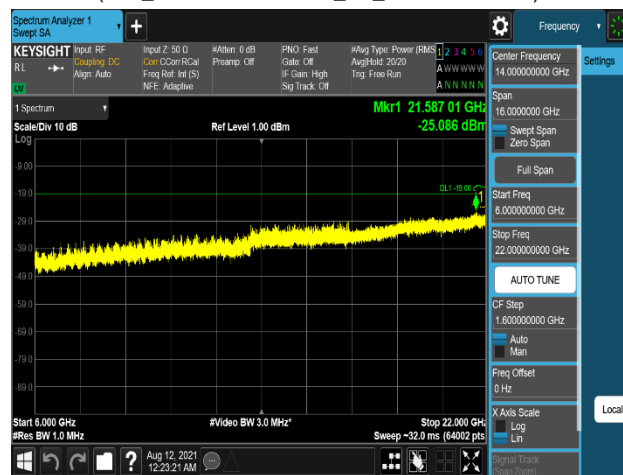 Spectrum Analyzer 1
Swept SA
Frequency
KEYSIGHT
RL
Input: RF
Coupling: DC
Align: Auto
Input Z: 50 Ω
Corr CCorr RCal
Freq Ref: Int (S)
NFE: Adaptive
#Atten: 0 dB
Preamp: Off
PNO: Fast
Gate: Off
IF Gain: High
Sig Track: Off
#Avg Type: Power (RMS
Avg|Hold: 20/20
Trig: Free Run
1 2 3 4 5 6
A W W W W W
A N N N N N
LM
1 Spectrum
Mkr1 21.587 01 GHz
Scale/Div 10 dB
Ref Level 1.00 dBm
-25.086 dBm
Log
-9.00
-19.0
DL1 -19.00
1
-29.0
-39.0
-49.0
-59.0
-69.0
-79.0
-89.0
Start 6.000 GHz
#Video BW 3.0 MHz*
Stop 22.000 GHz
#Res BW 1.0 MHz
Sweep ~32.0 ms (64002 pts
?
Aug 12, 2021
12:23:21 AM
Center Frequency
14.000000000 GHz
Settings
Span
16.0000000 GHz
Swept Span
Zero Span
Full Span
Start Freq
6.000000000 GHz
Stop Freq
22.000000000 GHz
AUTO TUNE
CF Step
1.600000000 GHz
Auto
Man
Freq Offset
0 Hz
X Axis Scale
Log
Lin
Local
Signal Track
(Span Zoom)